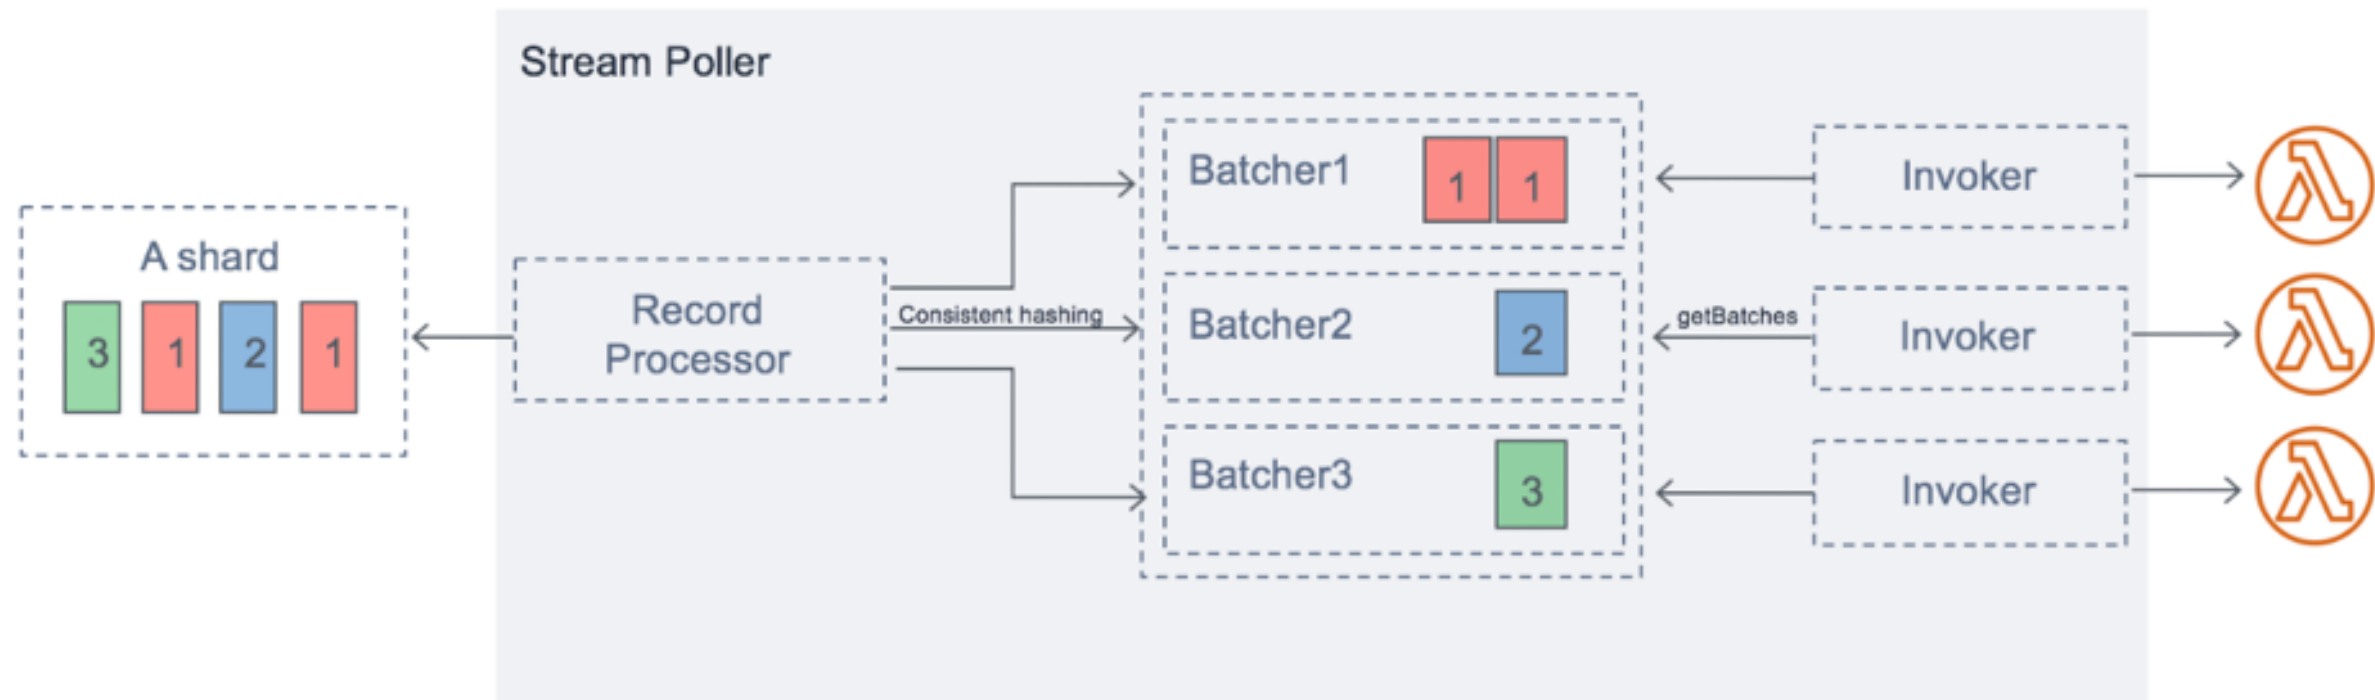 Stream Poller
A shard
3 1 2 1
Record
Processor
Consistent hashing
Batcher1
1 1
Batcher2
2
Batcher3
3
getBatches
Invoker
Invoker
Invoker